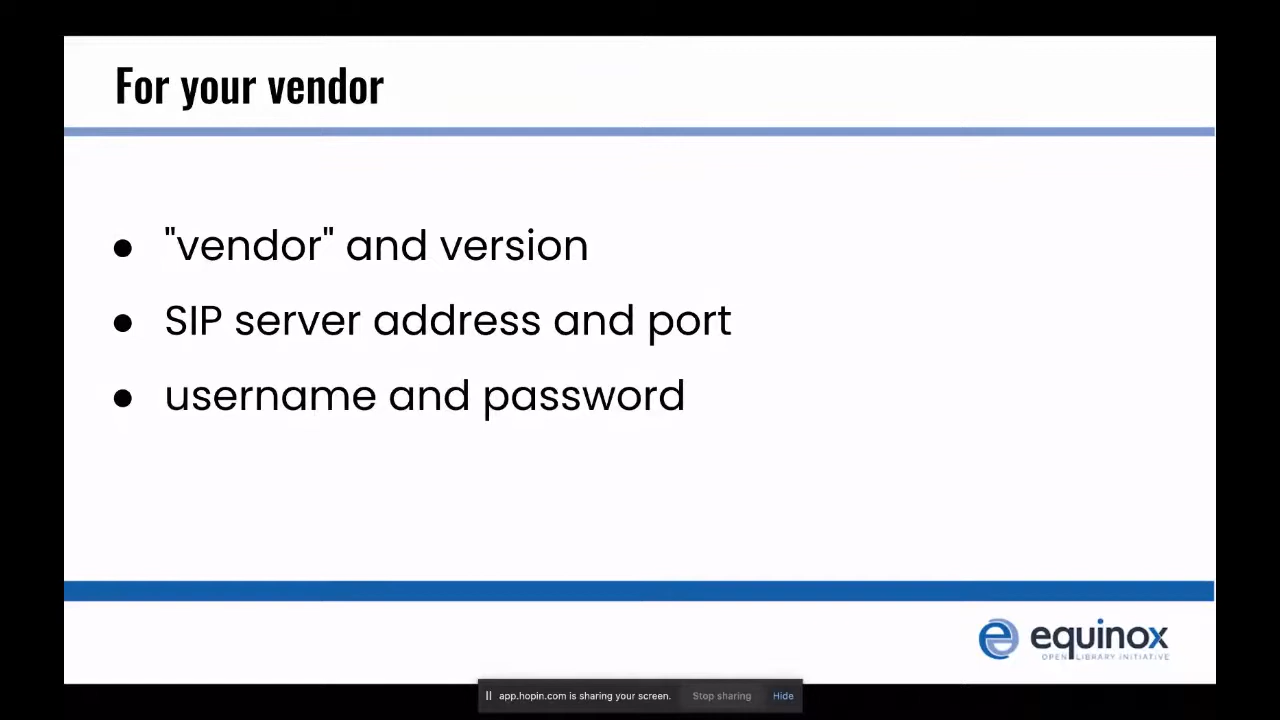 For your vendor
● "vendor" and version
● SIP server address and port
● username and password
equinox
OPEN LIBRARY INITIATIVE
app.hopin.com is sharing your screen. Stop sharing Hide